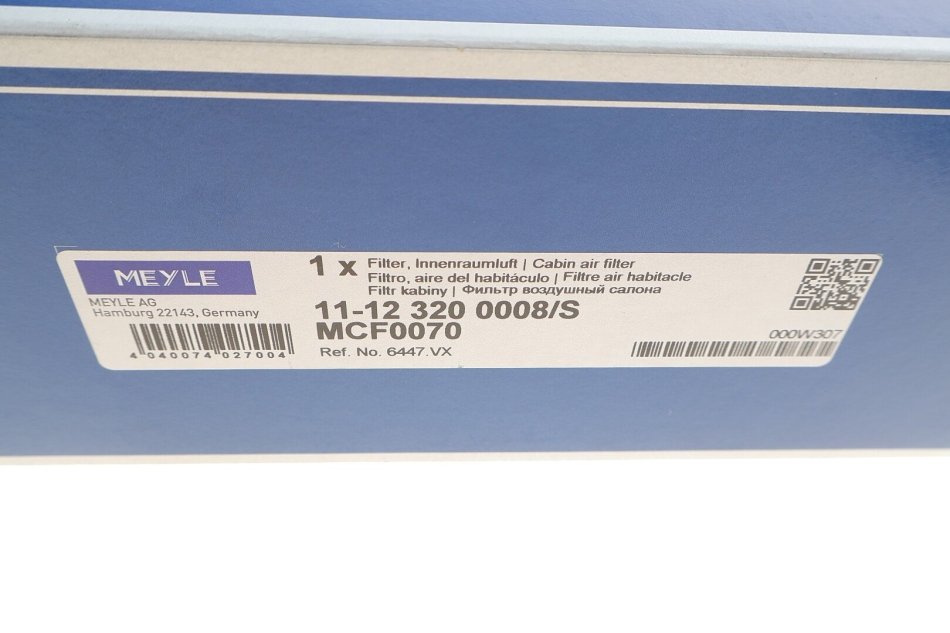 MEYLE
MEYLE AG
Hamburg 22143, Germany
4 040074 027004
1 x Filter, Innenraumluft | Cabin air filter
Filtro, aire del habitáculo | Filtre air habitacle
Filtr kabiny | Фильтр воздушный салона
11-12 320 0008/S
MCF0070
Ref. No. 6447.VX
000W307